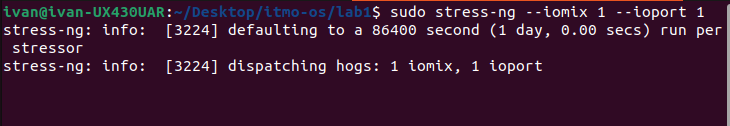 ivan@ivan-UX430UAR:~/Desktop/itmo-os/lab1$ sudo stress-ng --iomix 1 --ioport 1
stress-ng: info:  [3224] defaulting to a 86400 second (1 day, 0.00 secs) run per
 stressor
stress-ng: info:  [3224] dispatching hogs: 1 iomix, 1 ioport